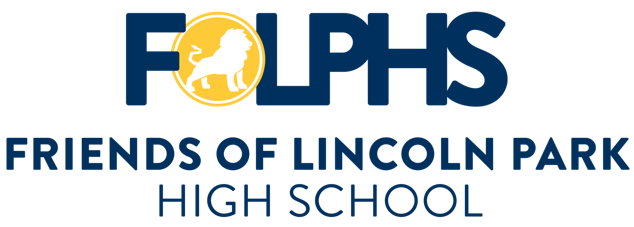 FOLPHS
FRIENDS OF LINCOLN PARK
HIGH SCHOOL